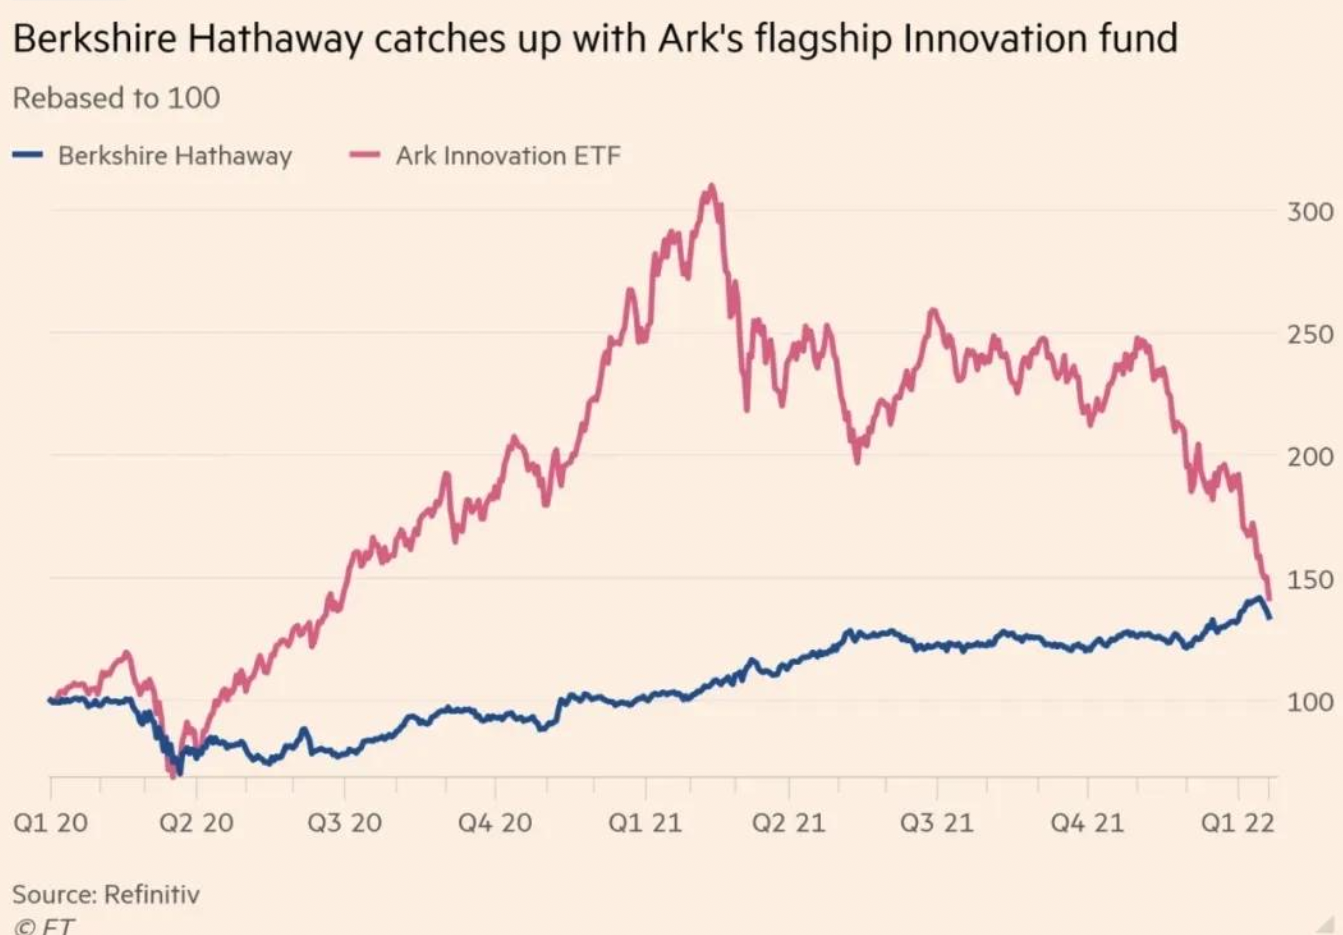 Berkshire Hathaway catches up with Ark's flagship Innovation fund
Rebased to 100
Berkshire Hathaway Ark Innovation ETF
300
250
200
150
100
Q1 20 Q2 20 Q3 20 Q4 20 Q1 21 Q2 21 Q3 21 Q4 21 Q1 22
Source: Refinitiv
© FT